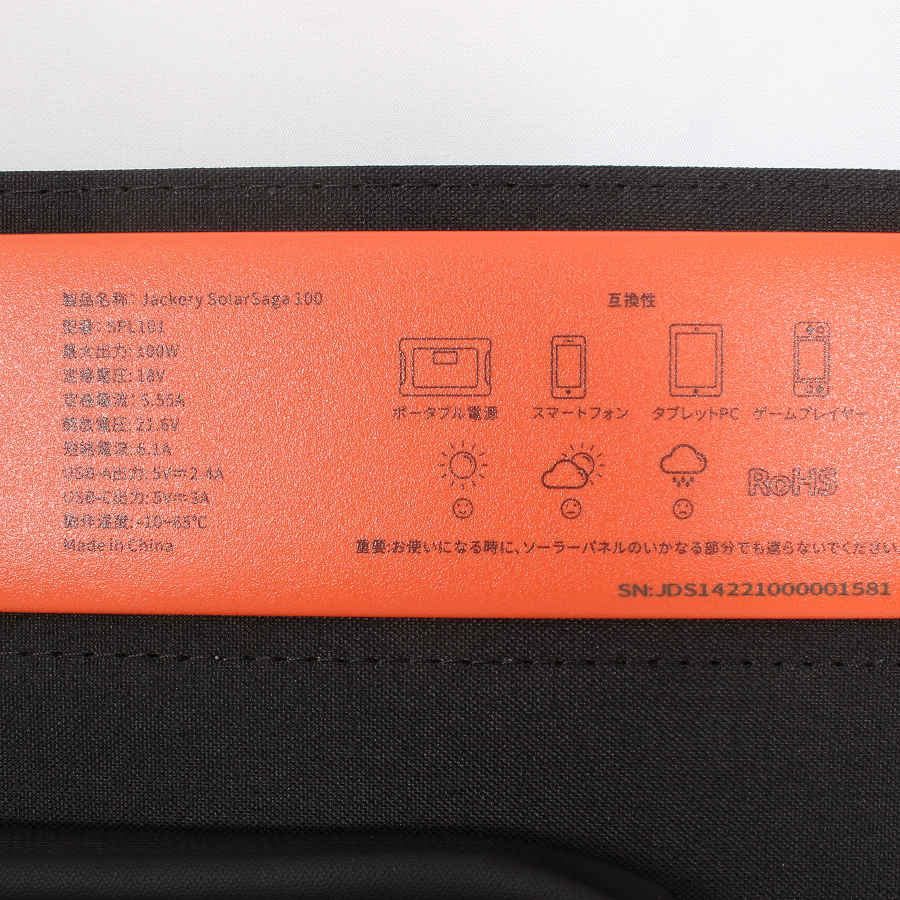 製品名称: Jackery SolarSaga 100
型番: SPL101
最大出力: 100W
定格電圧: 18V
定格電流: 5.55A
開放電圧: 21.6V
短絡電流: 6.1A
USB-A出力: 5V⎓2.4A
USB-C出力: 5V⎓3A
動作温度: -10~65℃
Made in China
互換性
ポータブル電源
スマートフォン
タブレットPC
ゲームプレイヤー
RoHS
重要:お使いになる時に、ソーラーパネルのいかなる部分でも遮らないでください
SN:JDS14221000001581